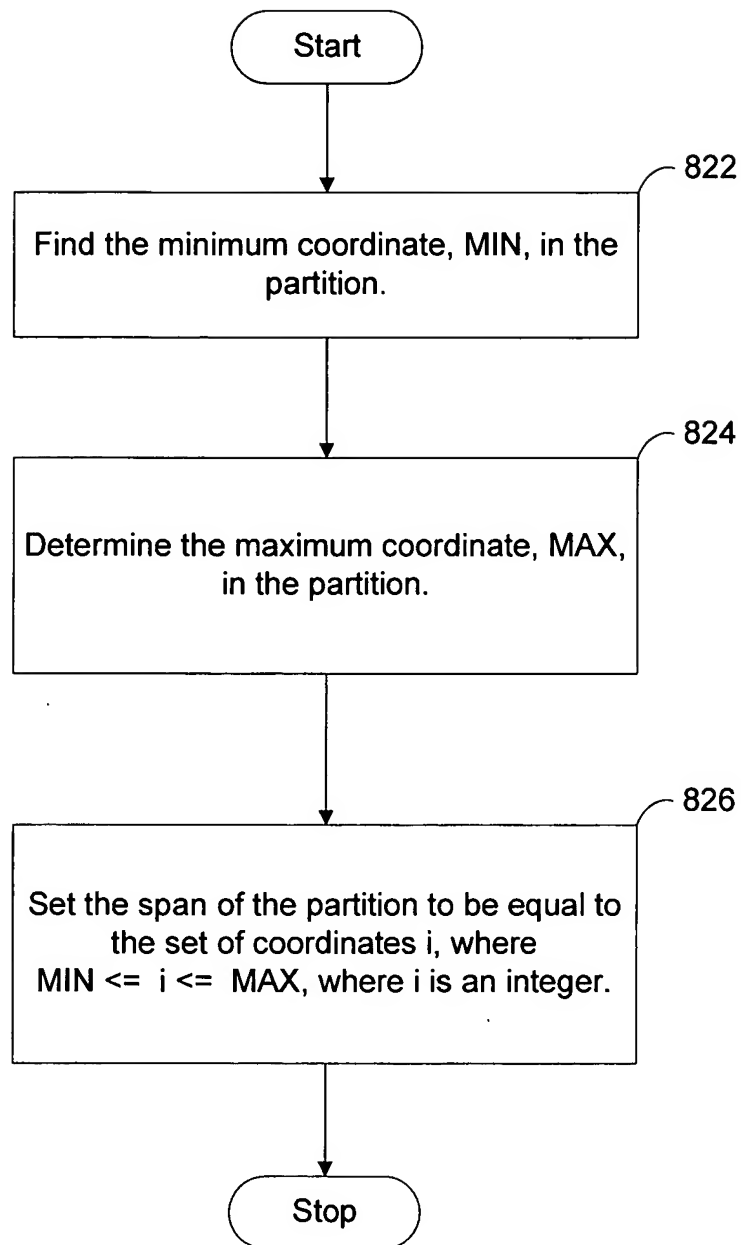 Start
822
Find the minimum coordinate, MIN, in the
partition.
824
Determine the maximum coordinate, MAX,
in the partition.
826
Set the span of the partition to be equal to
the set of coordinates i, where
MIN <= i <= MAX, where i is an integer.
Stop